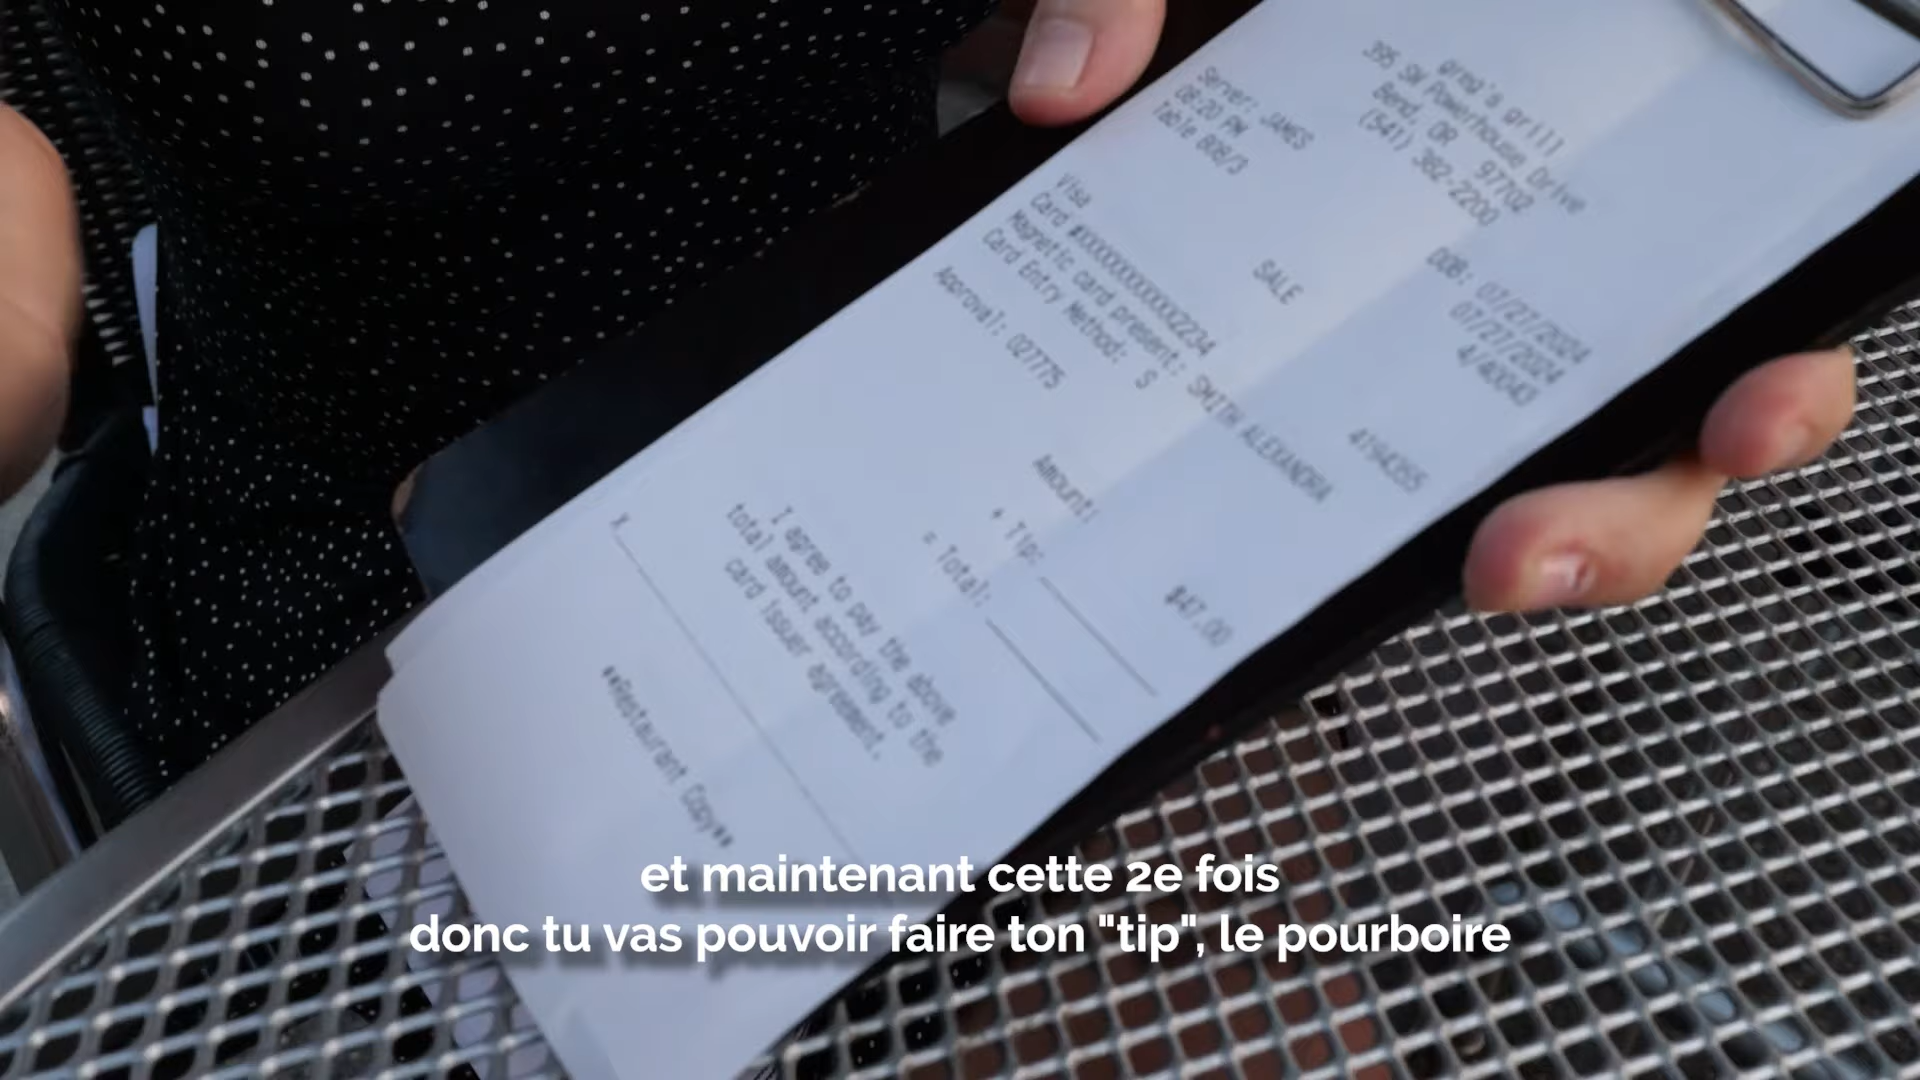 greg's grill
395 SW Powerhouse Drive
Bend, OR 97702
(541) 382-2200
Server: JAMES DOB: 07/27/2024
08:20 PM 07/27/2024
Table 808/3 4/40043
SALE
Visa 4194355
Card #XXXXXXXXXXXX2234
Magnetic card present: SMITH ALEXANDRA
Card Entry Method: S
Approval: 027775
Amount: $47.00
+ Tip:
= Total:
I agree to pay the above
total amount according to the
card issuer agreement.
X
**Restaurant Copy**
et maintenant cette 2e fois
donc tu vas pouvoir faire ton "tip", le pourboire